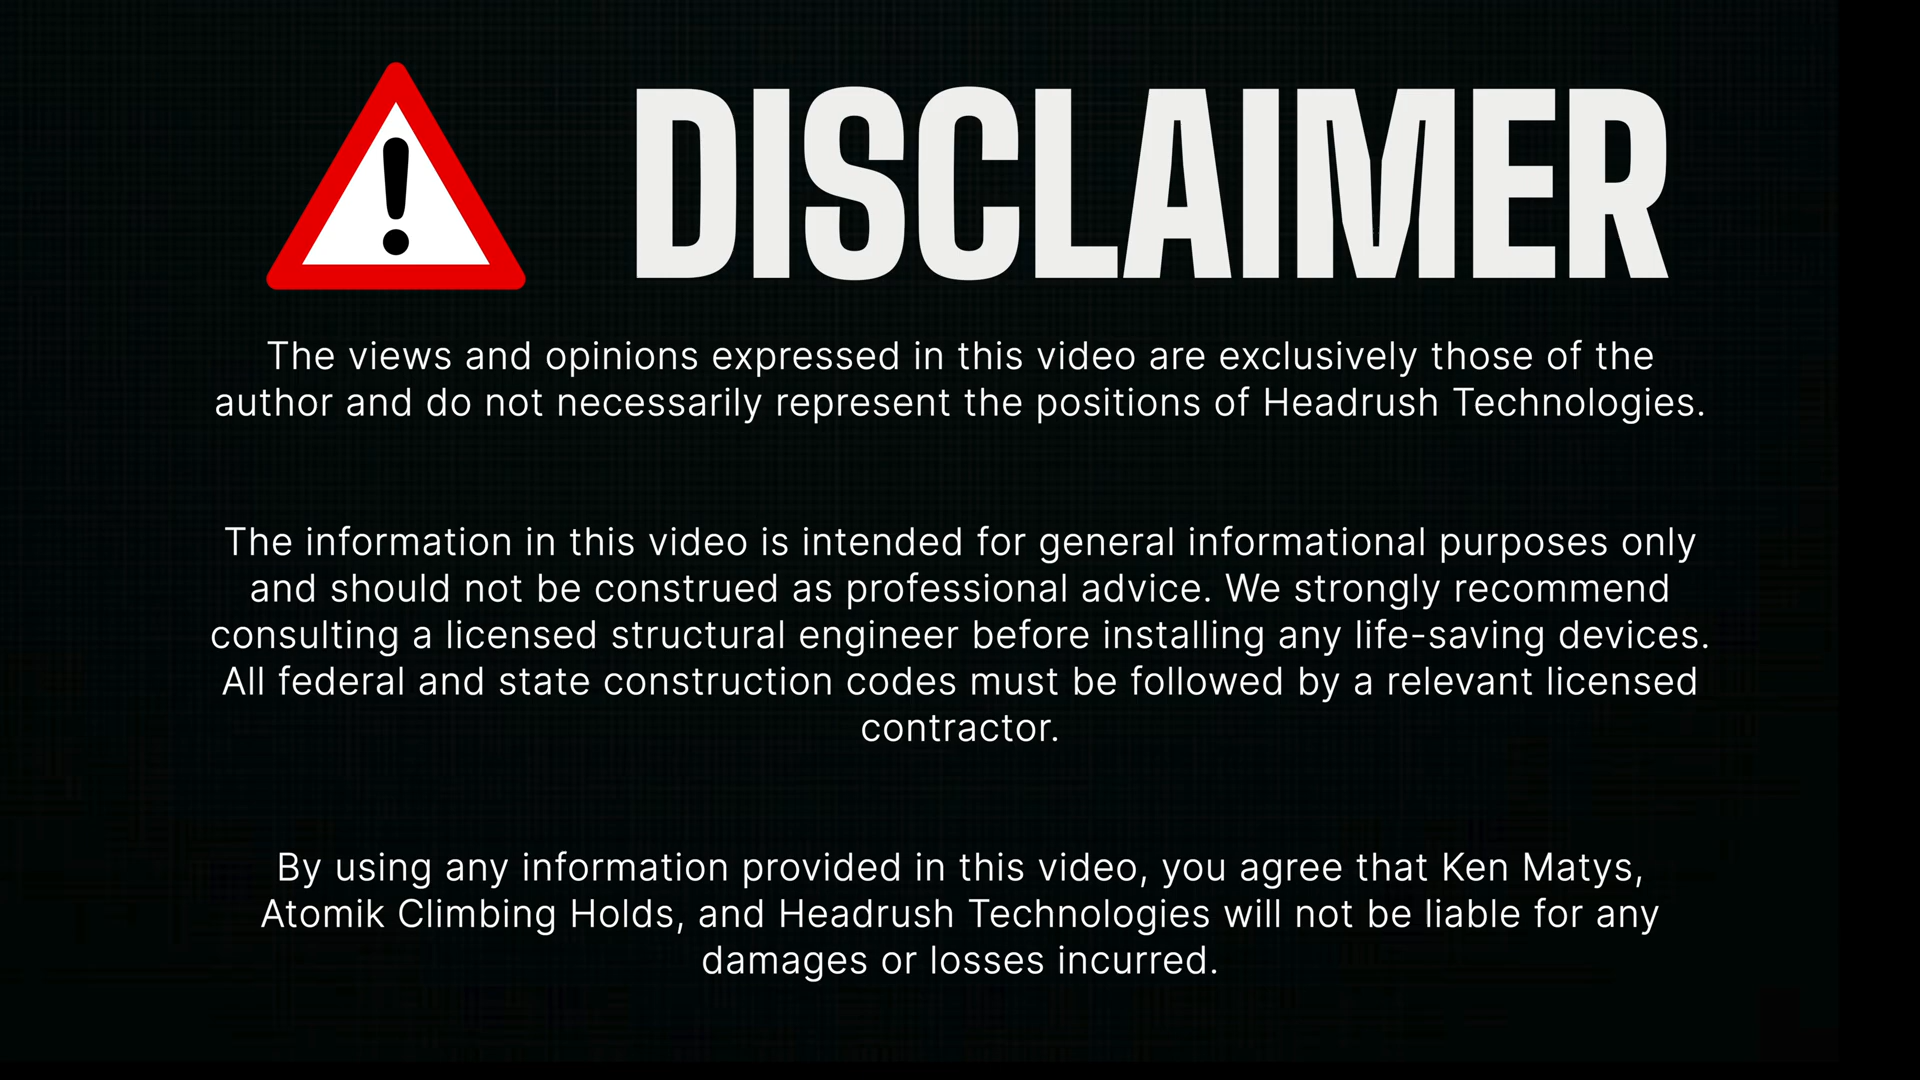 DISCLAIMER
The views and opinions expressed in this video are exclusively those of the
author and do not necessarily represent the positions of Headrush Technologies.
The information in this video is intended for general informational purposes only
and should not be construed as professional advice. We strongly recommend
consulting a licensed structural engineer before installing any life-saving devices.
All federal and state construction codes must be followed by a relevant licensed
contractor.
By using any information provided in this video, you agree that Ken Matys,
Atomik Climbing Holds, and Headrush Technologies will not be liable for any
damages or losses incurred.